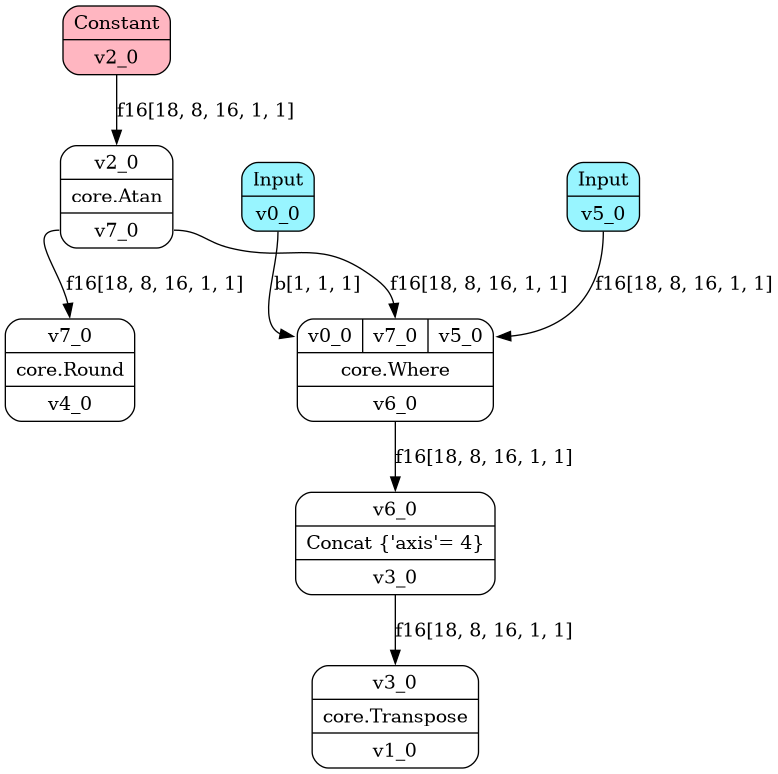 Constant
v2_0
f16[18, 8, 16, 1, 1]
v2_0
core.Atan
v7_0
Input
v0_0
Input
v5_0
f16[18, 8, 16, 1, 1]
b[1, 1, 1]
f16[18, 8, 16, 1, 1]
f16[18, 8, 16, 1, 1]
v7_0
core.Round
v4_0
v0_0 v7_0 v5_0
core.Where
v6_0
f16[18, 8, 16, 1, 1]
v6_0
Concat {'axis'= 4}
v3_0
f16[18, 8, 16, 1, 1]
v3_0
core.Transpose
v1_0